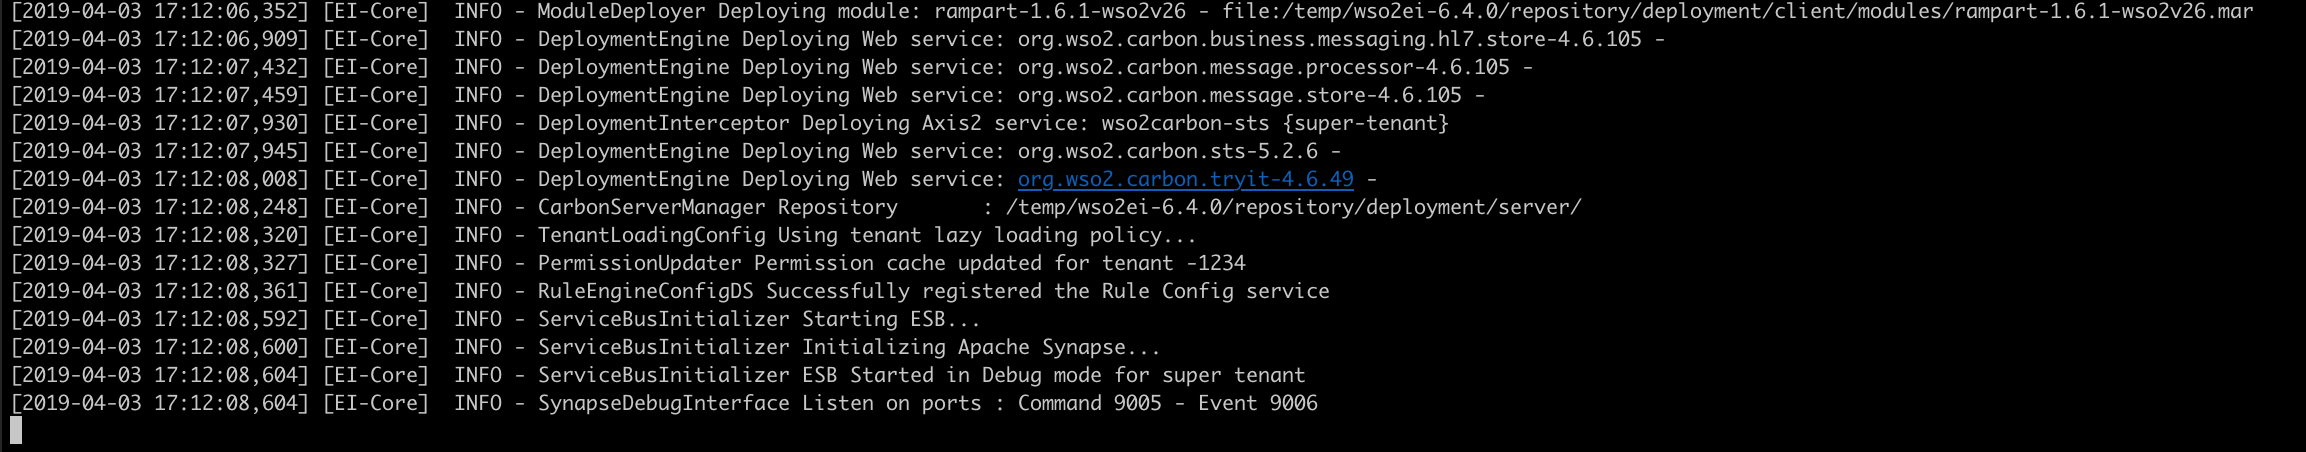 [2019-04-03 17:12:06,352] [EI-Core]  INFO - ModuleDeployer Deploying module: rampart-1.6.1-wso2v26 - file:/temp/wso2ei-6.4.0/repository/deployment/client/modules/rampart-1.6.1-wso2v26.mar
[2019-04-03 17:12:06,909] [EI-Core]  INFO - DeploymentEngine Deploying Web service: org.wso2.carbon.business.messaging.hl7.store-4.6.105 -
[2019-04-03 17:12:07,432] [EI-Core]  INFO - DeploymentEngine Deploying Web service: org.wso2.carbon.message.processor-4.6.105 -
[2019-04-03 17:12:07,459] [EI-Core]  INFO - DeploymentEngine Deploying Web service: org.wso2.carbon.message.store-4.6.105 -
[2019-04-03 17:12:07,930] [EI-Core]  INFO - DeploymentInterceptor Deploying Axis2 service: wso2carbon-sts {super-tenant}
[2019-04-03 17:12:07,945] [EI-Core]  INFO - DeploymentEngine Deploying Web service: org.wso2.carbon.sts-5.2.6 -
[2019-04-03 17:12:08,008] [EI-Core]  INFO - DeploymentEngine Deploying Web service: org.wso2.carbon.tryit-4.6.49 -
[2019-04-03 17:12:08,248] [EI-Core]  INFO - CarbonServerManager Repository       : /temp/wso2ei-6.4.0/repository/deployment/server/
[2019-04-03 17:12:08,320] [EI-Core]  INFO - TenantLoadingConfig Using tenant lazy loading policy...
[2019-04-03 17:12:08,327] [EI-Core]  INFO - PermissionUpdater Permission cache updated for tenant -1234
[2019-04-03 17:12:08,361] [EI-Core]  INFO - RuleEngineConfigDS Successfully registered the Rule Config service
[2019-04-03 17:12:08,592] [EI-Core]  INFO - ServiceBusInitializer Starting ESB...
[2019-04-03 17:12:08,600] [EI-Core]  INFO - ServiceBusInitializer Initializing Apache Synapse...
[2019-04-03 17:12:08,604] [EI-Core]  INFO - ServiceBusInitializer ESB Started in Debug mode for super tenant
[2019-04-03 17:12:08,604] [EI-Core]  INFO - SynapseDebugInterface Listen on ports : Command 9005 - Event 9006